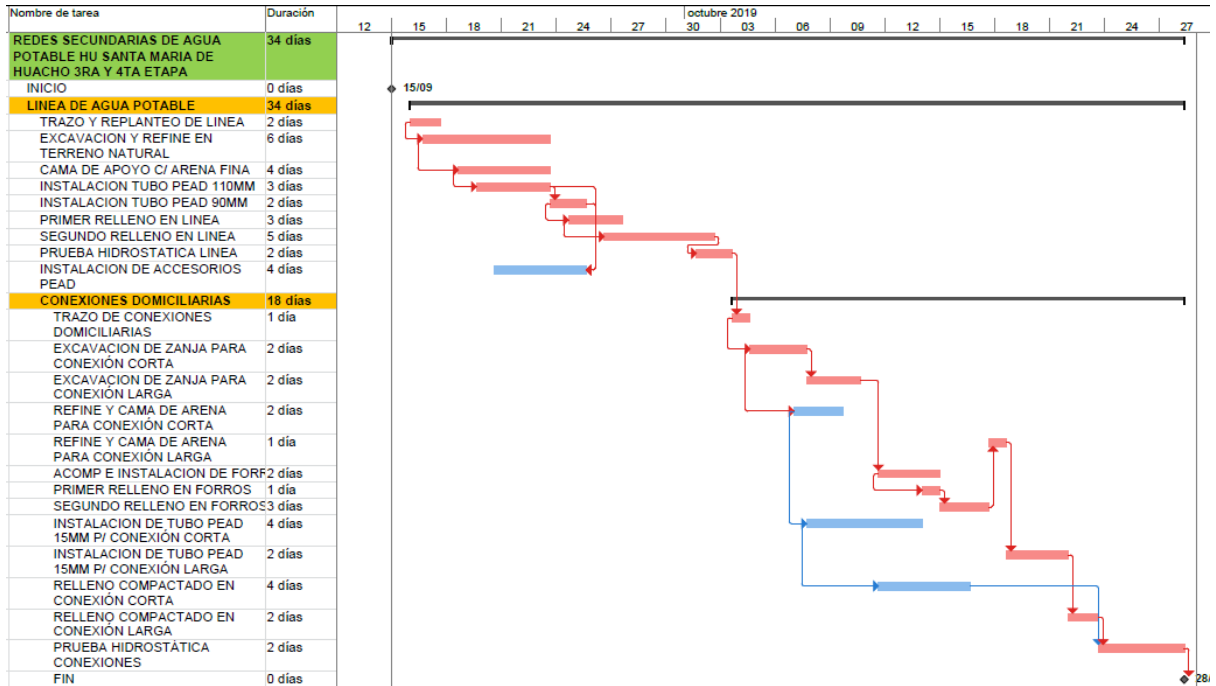 Nombre de tarea Duración octubre 2019
12 15 18 21 24 27 30 03 06 09 12 15 18 21 24 27
REDES SECUNDARIAS DE AGUA 34 días
POTABLE HU SANTA MARIA DE
HUACHO 3RA Y 4TA ETAPA
INICIO 0 días 15/09
LINEA DE AGUA POTABLE 34 días
TRAZO Y REPLANTEO DE LINEA 2 días
EXCAVACION Y REFINE EN 6 días
TERRENO NATURAL
CAMA DE APOYO C/ ARENA FINA 4 días
INSTALACION TUBO PEAD 110MM 3 días
INSTALACION TUBO PEAD 90MM 2 días
PRIMER RELLENO EN LINEA 3 días
SEGUNDO RELLENO EN LINEA 5 días
PRUEBA HIDROSTATICA LINEA 2 días
INSTALACION DE ACCESORIOS 4 días
PEAD
CONEXIONES DOMICILIARIAS 18 días
TRAZO DE CONEXIONES 1 día
DOMICILIARIAS
EXCAVACION DE ZANJA PARA 2 días
CONEXIÓN CORTA
EXCAVACION DE ZANJA PARA 2 días
CONEXIÓN LARGA
REFINE Y CAMA DE ARENA 2 días
PARA CONEXIÓN CORTA
REFINE Y CAMA DE ARENA 1 día
PARA CONEXIÓN LARGA
ACOMP E INSTALACION DE FORF 2 días
PRIMER RELLENO EN FORROS 1 día
SEGUNDO RELLENO EN FORROS 3 días
INSTALACION DE TUBO PEAD 4 días
15MM P/ CONEXIÓN CORTA
INSTALACION DE TUBO PEAD 2 días
15MM P/ CONEXIÓN LARGA
RELLENO COMPACTADO EN 4 días
CONEXIÓN CORTA
RELLENO COMPACTADO EN 2 días
CONEXIÓN LARGA
PRUEBA HIDROSTÁTICA 2 días
CONEXIONES
FIN 0 días 28/